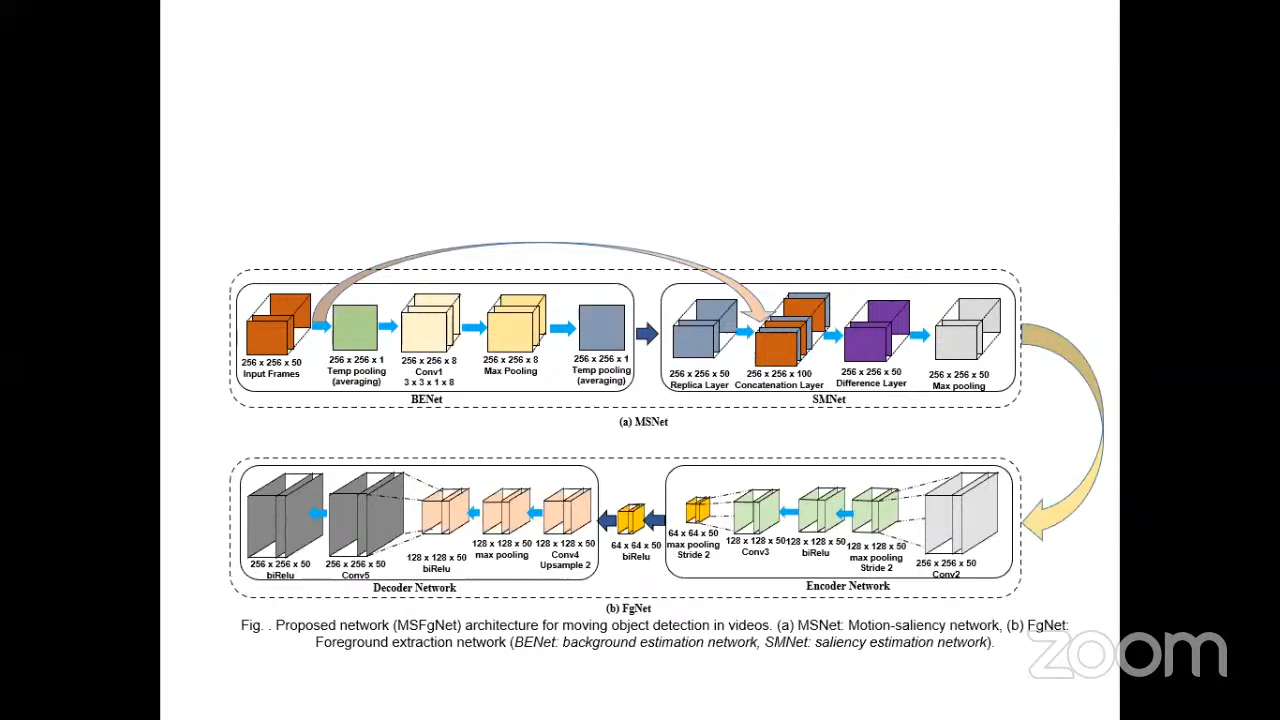 256 x 256 x 50
Input Frames
256 x 256 x 1
Temp pooling
(averaging)
256 x 256 x 8
Conv1
3 x 3 x 1 x 8
256 x 256 x 8
Max Pooling
256 x 256 x 1
Temp pooling
(averaging)
BENet
256 x 256 x 50
Replica Layer
256 x 256 x 100
Concatenation Layer
256 x 256 x 50
Difference Layer
256 x 256 x 50
Max pooling
SMNet
(a) MSNet
256 x 256 x 50
biRelu
256 x 256 x 50
Conv5
128 x 128 x 50
biRelu
128 x 128 x 50
max pooling
128 x 128 x 50
Conv4
Upsample 2
Decoder Network
64 x 64 x 50
biRelu
64 x 64 x 50
max pooling
Stride 2
128 x 128 x 50
Conv3
128 x 128 x 50
biRelu
128 x 128 x 50
max pooling
Stride 2
256 x 256 x 50
Conv2
Encoder Network
(b) FgNet
Fig. . Proposed network (MSFgNet) architecture for moving object detection in videos. (a) MSNet: Motion-saliency network, (b) FgNet:
Foreground extraction network (BENet: background estimation network, SMNet: saliency estimation network).
zoom